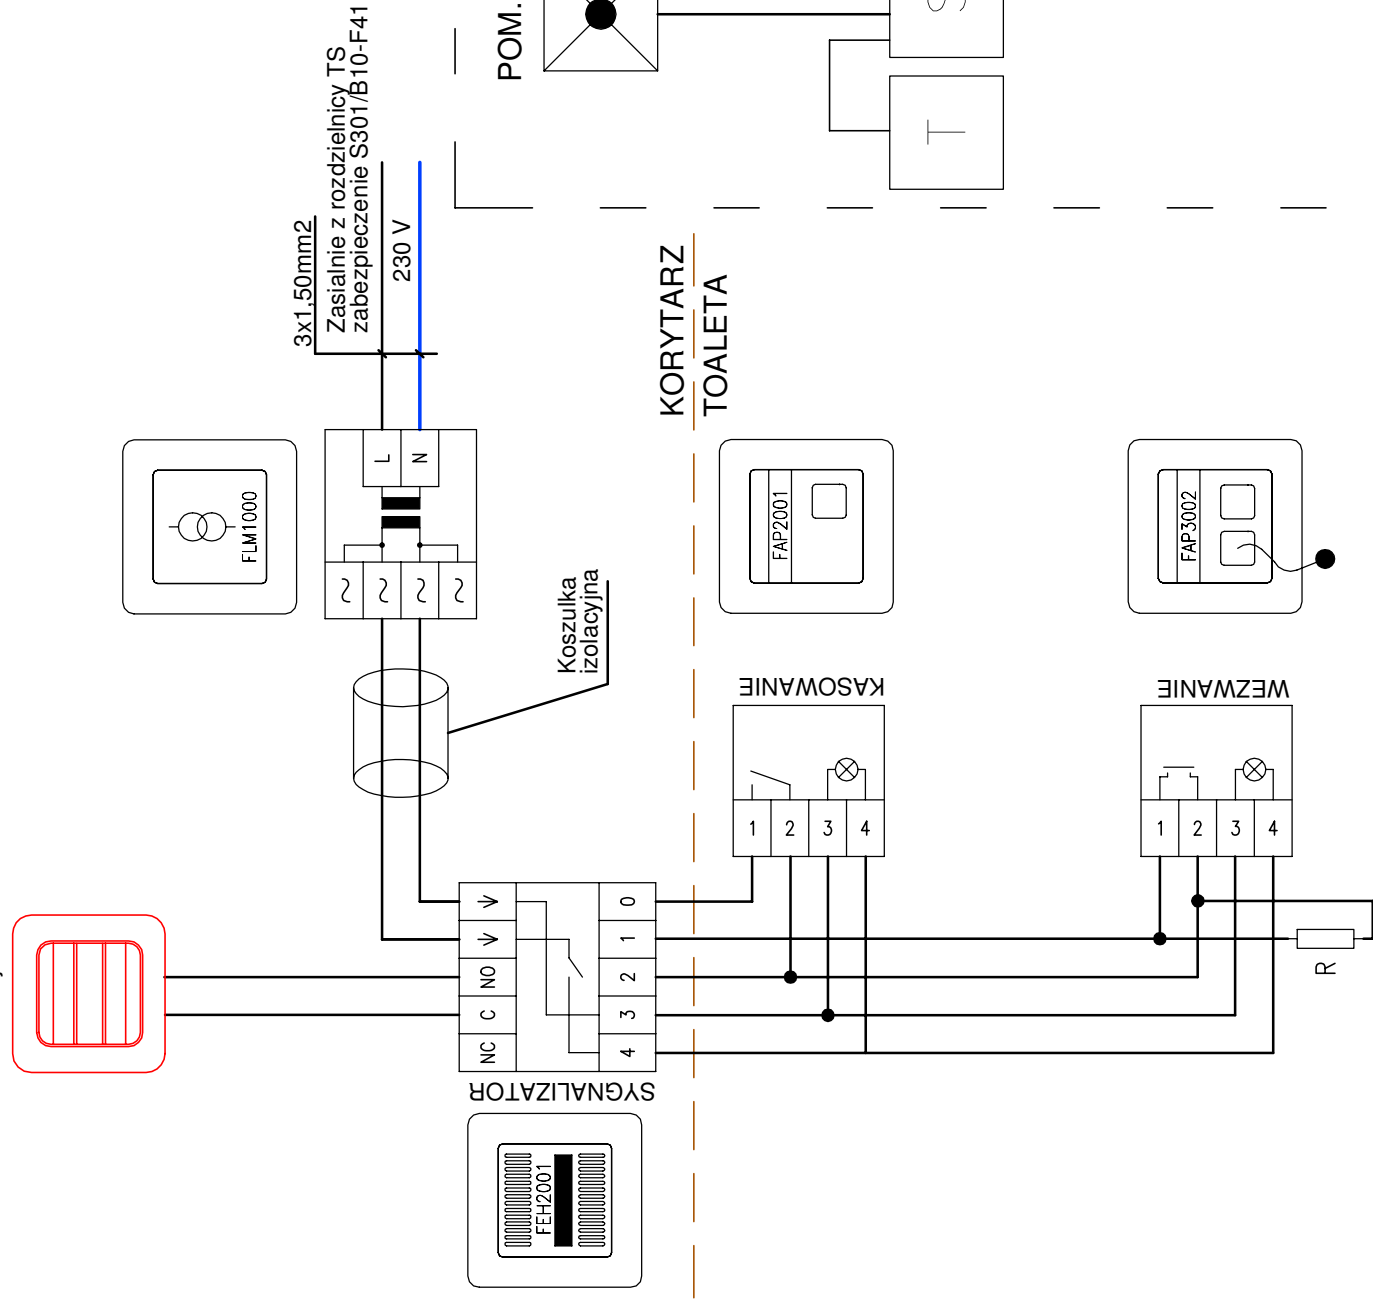 3x1,50mm2
Zasialnie z rozdzielnicy TS
zabezpieczenie S301/B10-F41
230 V
POM.
S
T
KORYTARZ
TOALETA
FLM1000
L
N
~
~
~
~
Koszulka
izolacyjna
FAP2001
FAP3002
KASOWANIE
1
2
3
4
WEZWANIE
1
2
3
4
R
NO
C
NC
0
1
2
3
4
SYGNALIZATOR
FEH2001